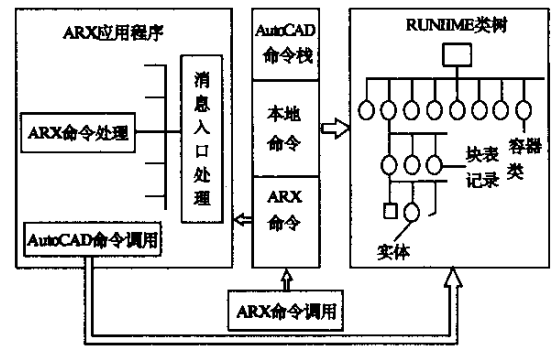 ARX应用程序
消息入口处理
ARX命令处理
AutoCAD命令调用
AutoCAD
命令栈
本地
命令
ARX
命令
ARX命令调用
RUNIIME类树
容器类
块表
记录
实体